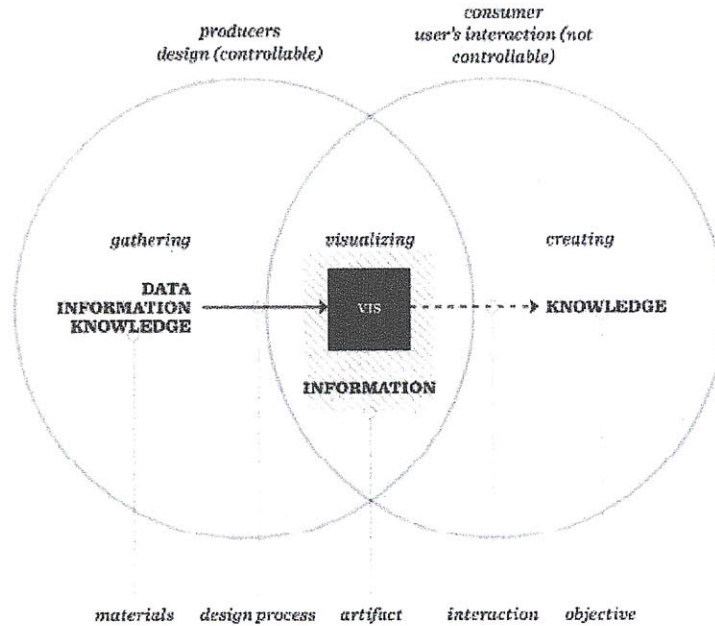 producers
design (controllable)
consumer
user's interaction (not
controllable)
gathering
visualizing
creating
DATA
INFORMATION
KNOWLEDGE
VIS
KNOWLEDGE
INFORMATION
materials
design process
artifact
interaction
objective